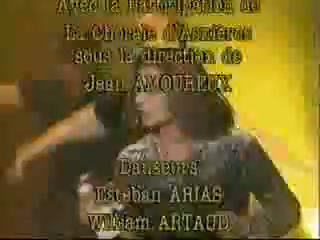 Avec la Participation de
La Chorale d'Asnières
sous la direction de
Jean AMOUREUX
Danseurs
Esteban ARIAS
William ARTAUD